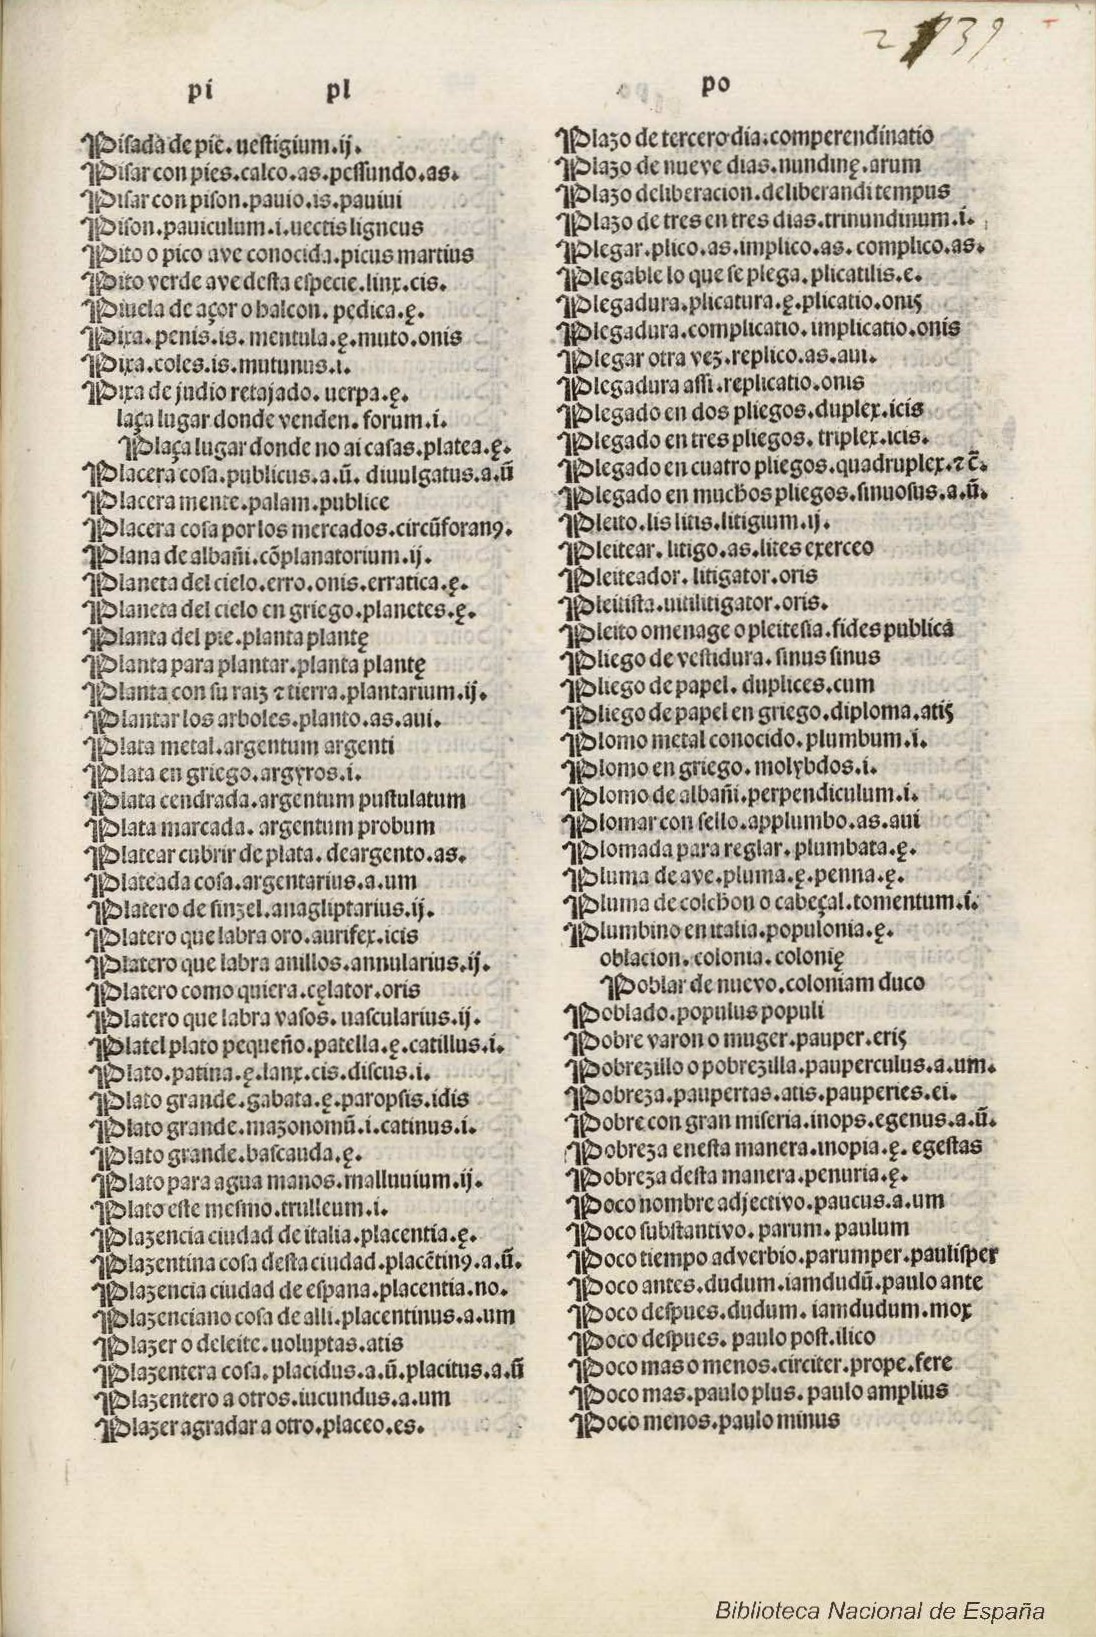 pi pl
Pisada de pie. uestigium.ij.
Pisar con pies.calco.as.pessundo.as.
Pisar con pison.pauio.is.pauiui
Pison.pauiculum.i.uectis ligneus
Pito o pico ave conocida.picus martius
Pito verde ave desta especie.linx.cis.
Piuela de açor o halcon. pedica.ę.
Pixa.penis.is. mentula.ę.muto.onis
Pixa.coles.is.mutunus.i.
Pixa de judio retajado. uerpa.ę.
laça lugar donde venden. forum.i.
Plaça lugar donde no ai casas.platea.ę.
Placera cosa.publicus.a.ū. diuulgatus.a.ū
Placera mente.palam.publice
Placera cosa por los mercados.circūforanꝰ.
Plana de albañi.cōplanatorium.ij.
Planeta del cielo.erro.onis.erratica.ę.
Planeta del cielo en griego.planetes.ę.
Planta del pie.planta plantę
Planta para plantar.planta plantę
Planta con su raiz ⁊ tierra.plantarium.ij.
Plantar los arboles.planto.as.aui.
Plata metal.argentum argenti
Plata en griego.argyros.i.
Plata cendrada.argentum pustulatum
Plata marcada. argentum probum
Platear cubrir de plata. deargento.as.
Plateada cosa.argentarius.a.um
Platero de sinzel.anagliptarius.ij.
Platero que labra oro.aurifex.icis
Platero que labra anillos.annularius.ij.
Platero como quiera.cęlator.oris
Platero que labra vasos. uascularius.ij.
Platel plato pequeño.patella.ę.catillus.i.
Plato.patina.ę.lanx.cis.discus.i.
Plato grande.gabata.ę.paropsis.idis
Plato grande.mazonomū.i.catinus.i.
Plato grande.bascauda.ę.
Plato para agua manos.malluuium.ij.
Plato este mesmo.trulleum.i.
Plazencia ciudad de italia.placentia.ę.
Plazentina cosa desta ciudad.placētinꝰ.a.ū.
Plazencia ciudad de espana.placentia.no.
Plazenciano cosa de alli.placentinus.a.um
Plazer o deleite.uoluptas.atis
Plazentera cosa.placidus.a.ū.placitus.a.ū
Plazentero a otros.iucundus.a.um
Plazer agradar a otro.placeo.es.
po
Plazo de tercero dia.comperendinatio
Plazo de nueve dias.nundinę.arum
Plazo deliberacion.deliberandi tempus
Plazo de tres en tres dias.trinundinum.i.
Plegar.plico.as.implico.as. complico.as.
Plegable lo que se plega.plicatilis.e.
Plegadura.plicatura.ę.plicatio.onis
Plegadura.complicatio. implicatio.onis
Plegar otra vez.replico.as.aui.
Plegadura assi.replicatio.onis
Plegado en dos pliegos.duplex.icis
Plegado en tres pliegos. triplex.icis.
Plegado en cuatro pliegos.quadruplex.⁊ c̄.
Plegado en muchos pliegos.sinuosus.a.ū.
Pleito.lis litis.litigium.ij.
Pleitear. litigo.as.lites exerceo
Pleiteador. litigator.oris
Pleitista.uitilitigator.oris.
Pleito omenage o pleitesia.fides publica
Pliego de vestidura. sinus sinus
Pliego de papel. duplices.cum
Pliego de papel en griego.diploma.atis
Plomo metal conocido. plumbum.i.
Plomo en griego. molybdos.i.
Plomo de albañi.perpendiculum.i.
Plomar con sello.applumbo.as.aui
Plomada para reglar. plumbata.ę.
Pluma de ave.pluma.ę.penna.ę.
Pluma de colchon o cabeçal.tomentum.i.
Plumbino en italia.populonia.ę.
oblacion.colonia.colonię
Poblar de nuevo.coloniam duco
Poblado.populus populi
Pobre varon o muger.pauper.eris
Pobrezillo o pobrezilla.pauperculus.a.um.
Pobreza.paupertas.atis.pauperies.ei.
Pobre con gran miseria.inops.egenus.a.ū.
Pobreza enesta manera.inopia.ę. egestas
Pobreza desta manera.penuria.ę.
Poco nombre adjectivo.paucus.a.um
Poco substantivo. parum. paulum
Poco tiempo adverbio.parumper.paulisper
Poco antes.dudum.iamdudū.paulo ante
Poco despues.dudum. iamdudum.mox
Poco despues. paulo post.ilico
Poco mas o menos.circiter.prope.fere
Poco mas.paulo plus. paulo amplius
Poco menos.paulo minus
Biblioteca Nacional de España